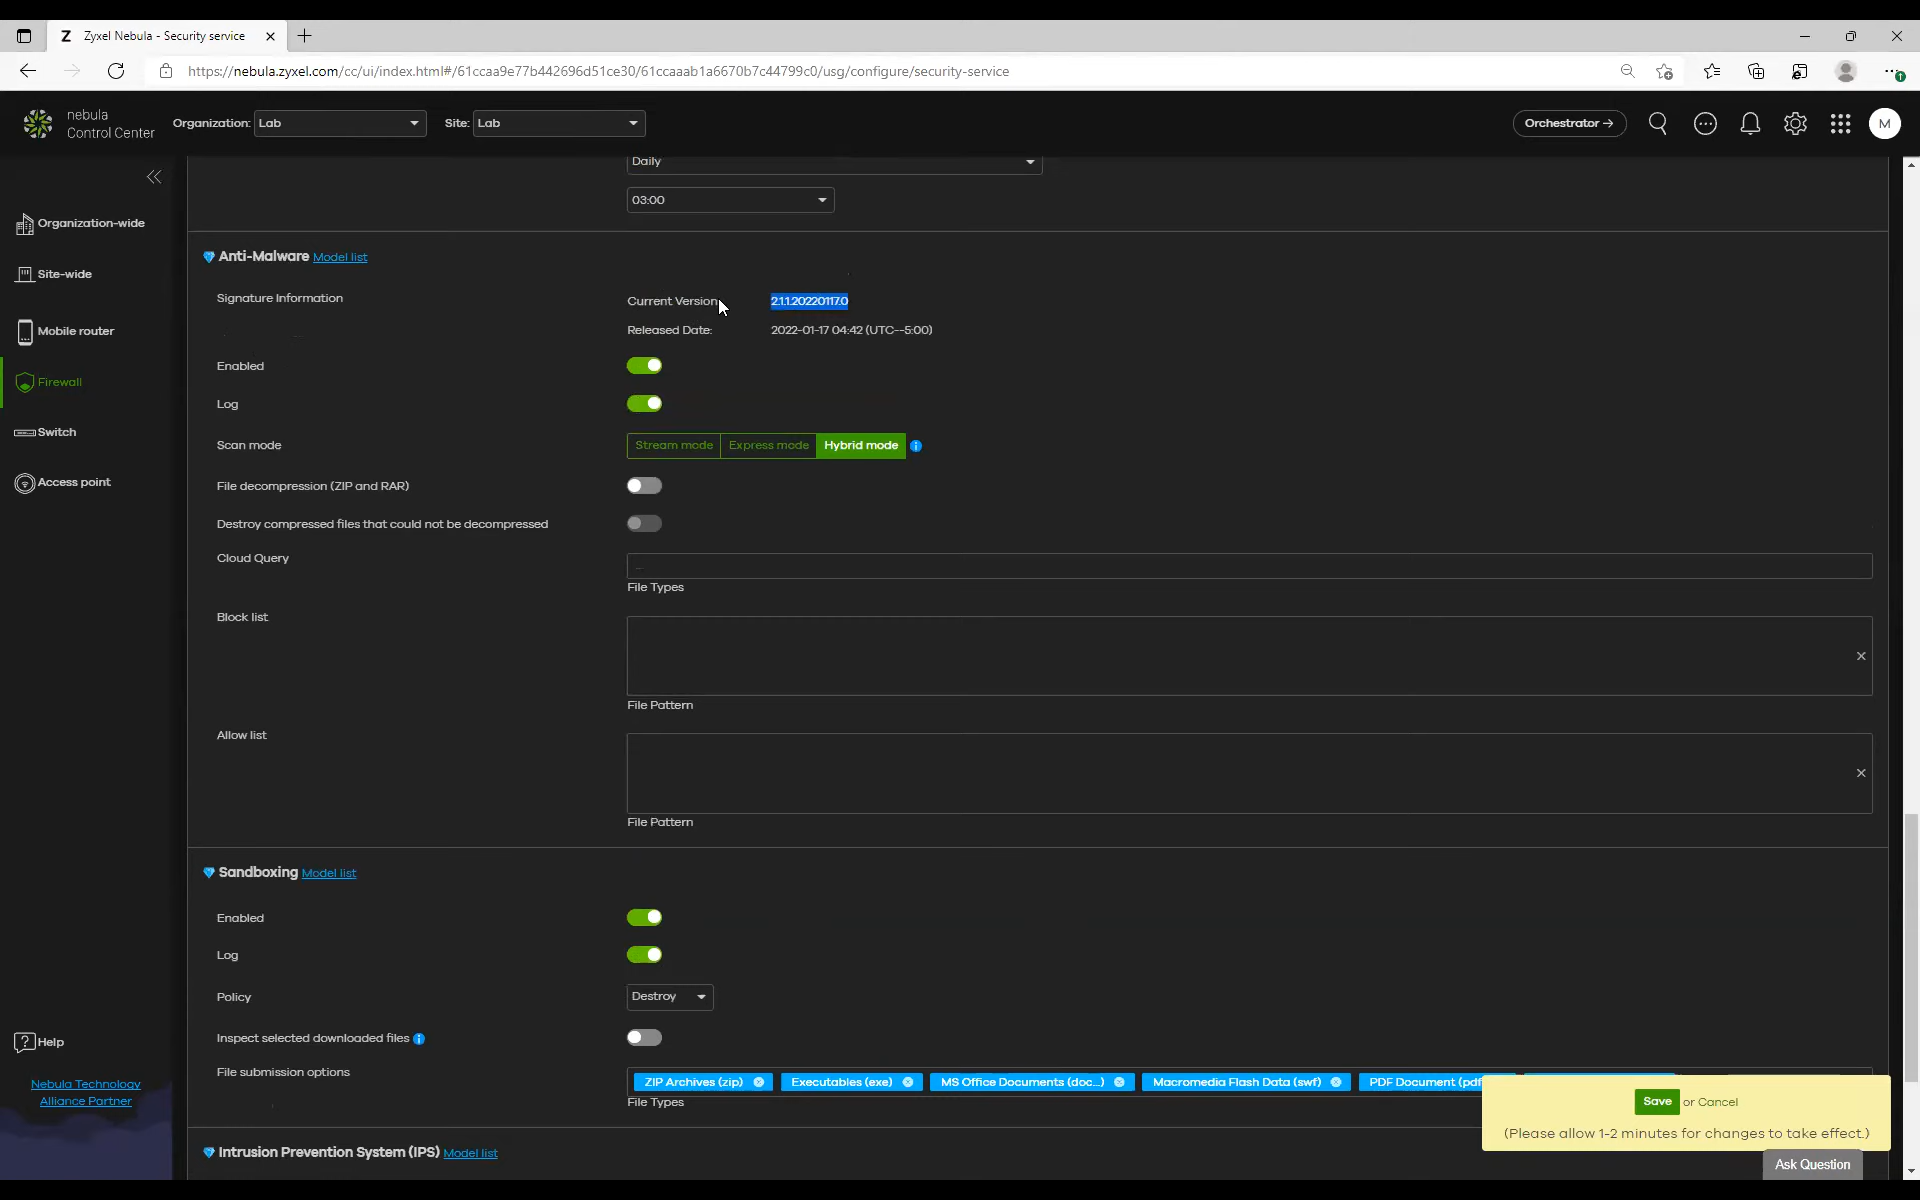 Zyxel Nebula - Security service
https://nebula.zyxel.com/cc/ui/index.html#/61ccaa9e77b442696d51ce30/61ccaaab1a6670b7c44799c0/usg/configure/security-service
nebula
Control Center
Organization: Lab
Site: Lab
Orchestrator →
M
Daily
03:00
Organization-wide
Site-wide
Mobile router
Firewall
Switch
Access point
Help
Nebula Technology
Alliance Partner
Anti-Malware Model list
Signature Information
Current Version
2.1.1.20220117.0
Released Date:
2022-01-17 04:42 (UTC--5:00)
Enabled
Log
Scan mode
Stream mode Express mode Hybrid mode
File decompression (ZIP and RAR)
Destroy compressed files that could not be decompressed
Cloud Query
File Types
Block list
File Pattern
Allow list
File Pattern
Sandboxing Model list
Enabled
Log
Policy
Destroy
Inspect selected downloaded files
File submission options
ZIP Archives (zip) Executables (exe) MS Office Documents (doc...) Macromedia Flash Data (swf) PDF Document (pdf
File Types
Intrusion Prevention System (IPS) Model list
Save or Cancel
(Please allow 1-2 minutes for changes to take effect.)
Ask Question